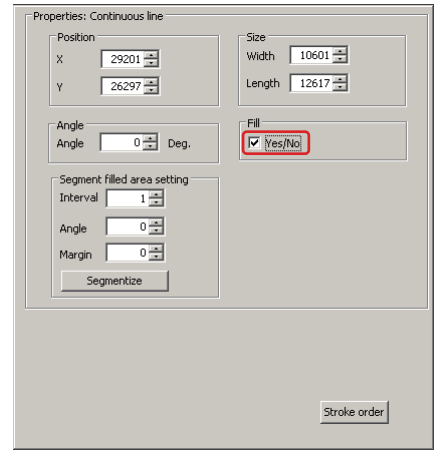 Properties: Continuous line
Position
X 29201
Y 26297
Size
Width 10601
Length 12617
Angle
Angle 0 Deg.
Fill
Yes/No
Segment filled area setting
Interval 1
Angle 0
Margin 0
Segmentize
Stroke order